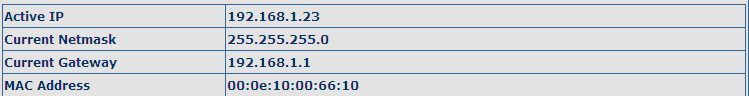 Active IP 192.168.1.23
Current Netmask 255.255.255.0
Current Gateway 192.168.1.1
MAC Address 00:0e:10:00:66:10